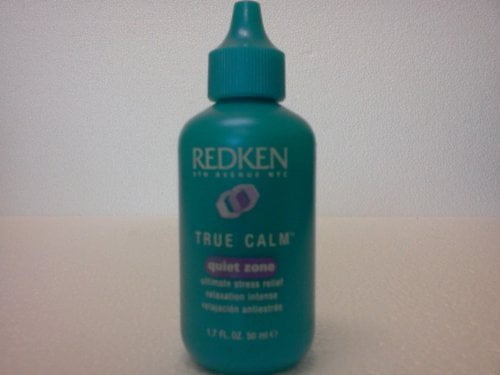 REDKEN
5TH AVENUE NYC
TRUE CALM™
quiet zone
ultimate stress relief
relaxation intense
relajación antiestrés
1.7 FL. OZ. 50 ml ℮